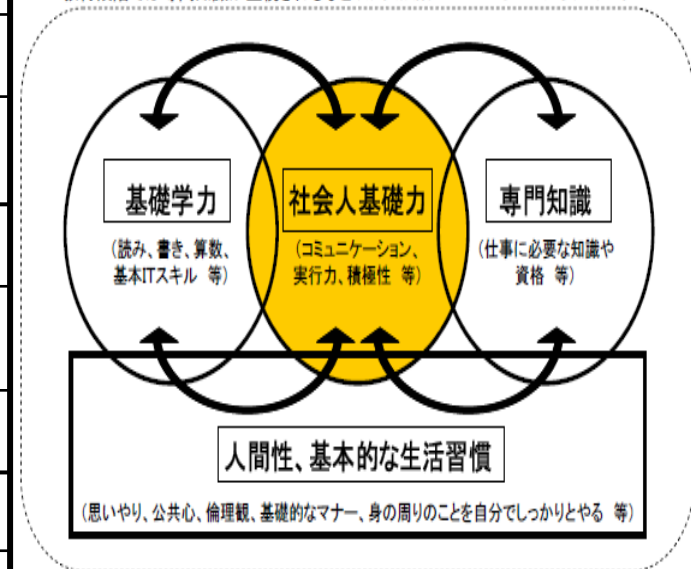 基礎学力
(読み、書き、算数、
基本ITスキル 等)
社会人基礎力
(コミュニケーション、
実行力、積極性 等)
専門知識
(仕事に必要な知識や
資格 等)
人間性、基本的な生活習慣
(思いやり、公共心、倫理観、基礎的なマナー、身の周りのことを自分でしっかりとやる 等)